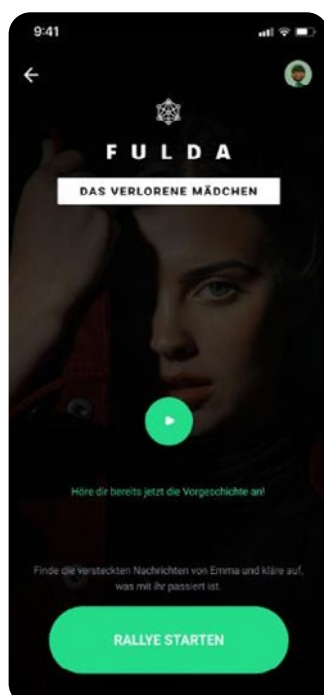 9:41
FULDA
DAS VERLORENE MÄDCHEN
Höre dir bereits jetzt die Vorgeschichte an!
Finde die versteckten Nachrichten von Emma und kläre auf,
was mit ihr passiert ist.
RALLYE STARTEN